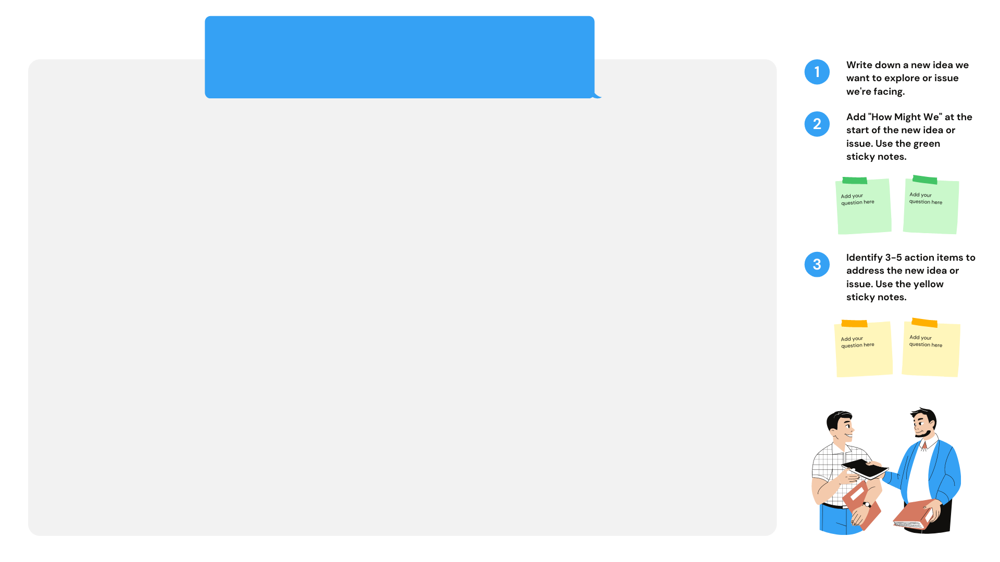 1
Write down a new idea we
want to explore or issue
we're facing.
2
Add "How Might We" at the
start of the new idea or
issue. Use the green
sticky notes.
Add your
question here
Add your
question here
3
Identify 3-5 action items to
address the new idea or
issue. Use the yellow
sticky notes.
Add your
question here
Add your
question here